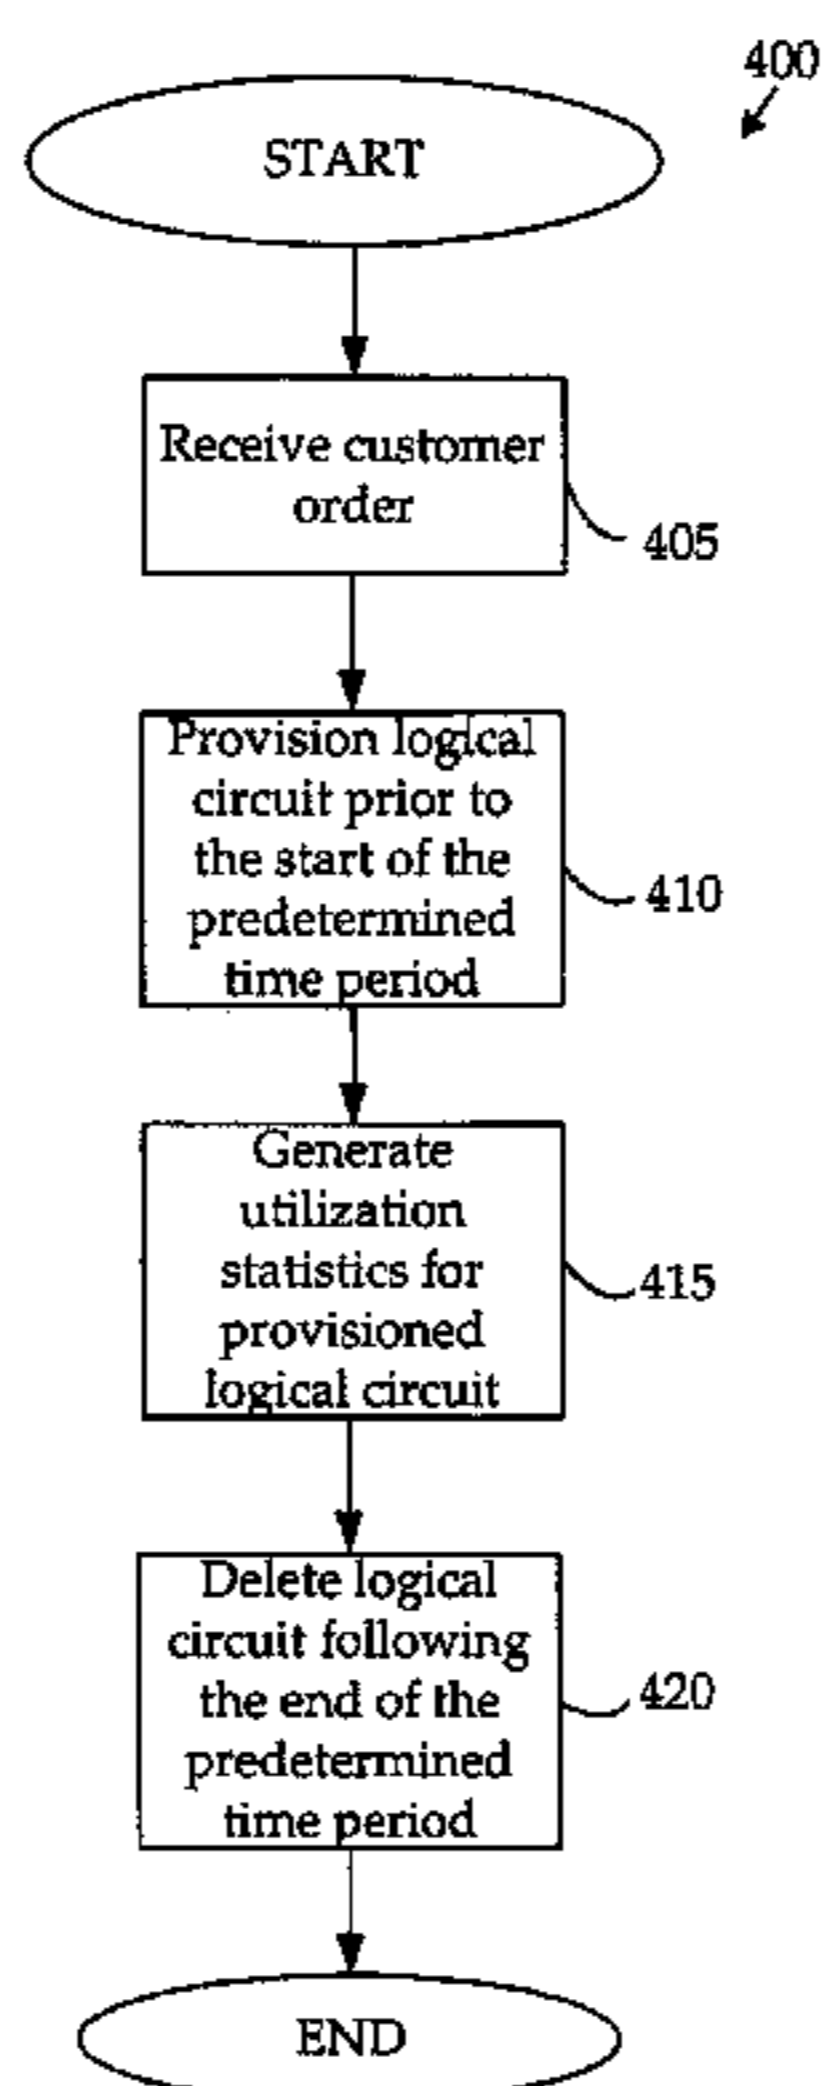 400
START
Receive customer
order
405
Provision logical
circuit prior to
the start of the
predetermined
time period
410
Generate
utilization
statistics for
provisioned
logical circuit
415
Delete logical
circuit following
the end of the
predetermined
time period
420
END